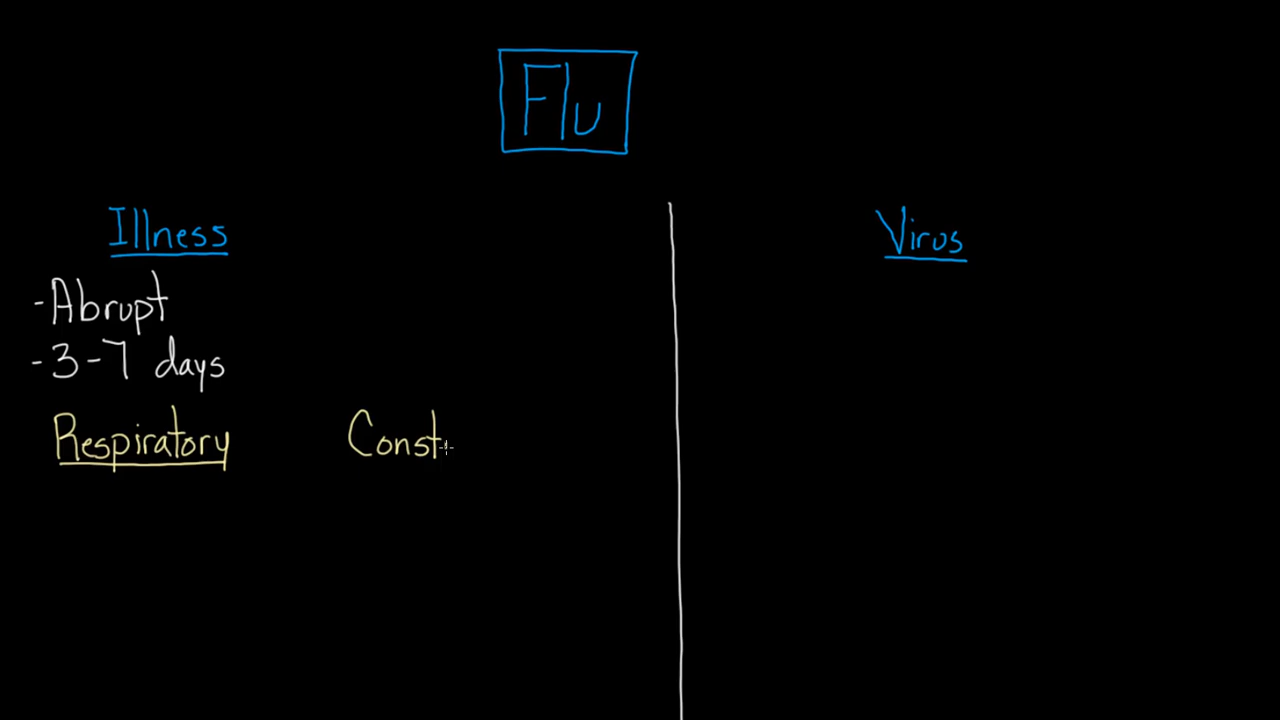 Flu
Illness
Virus
-Abrupt
-3-7 days
Respiratory Const